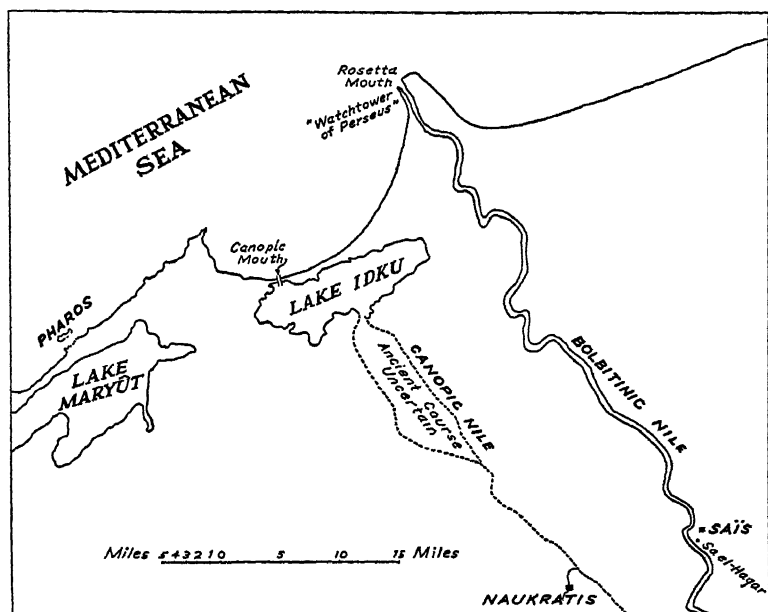 Rosetta
Mouth
"Watchtower
of Perseus"
MEDITERRANEAN
SEA
Canopic
Mouth
LAKE IDKU
PHAROS
LAKE
MARYÛT
CANOPIC NILE
Ancient Course
Uncertain
BOLBITINIC NILE
SAÏS
Sa el-Hagar
Miles 5 4 3 2 1 0 5 10 15 Miles
NAUKRATIS